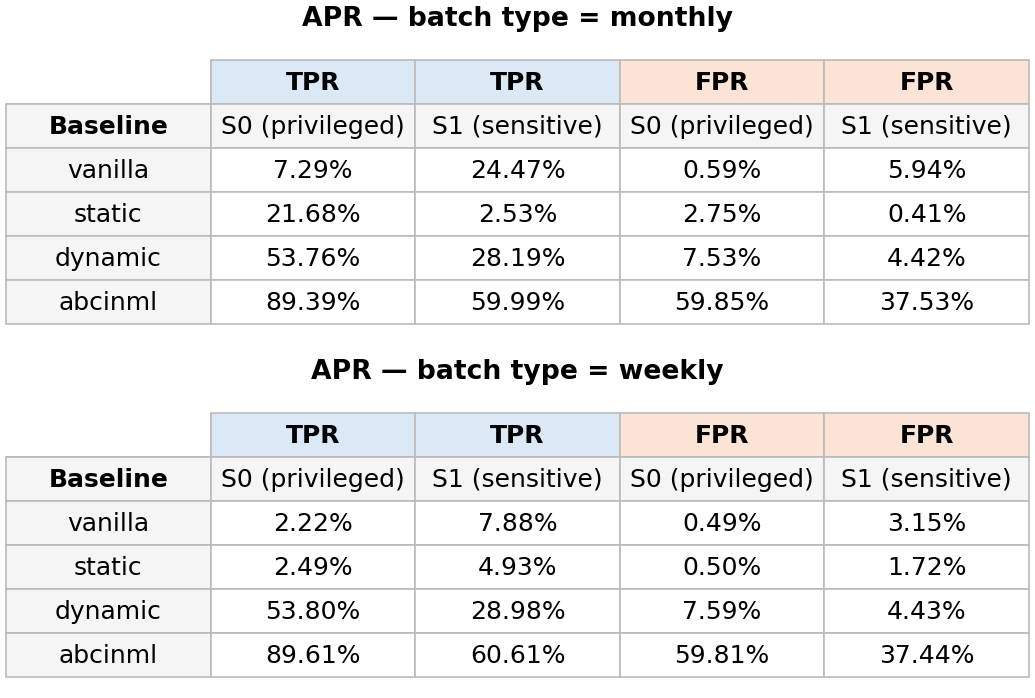 APR — batch type = monthly
TPR TPR FPR FPR
Baseline S0 (privileged) S1 (sensitive) S0 (privileged) S1 (sensitive)
vanilla 7.29% 24.47% 0.59% 5.94%
static 21.68% 2.53% 2.75% 0.41%
dynamic 53.76% 28.19% 7.53% 4.42%
abcinml 89.39% 59.99% 59.85% 37.53%
APR — batch type = weekly
TPR TPR FPR FPR
Baseline S0 (privileged) S1 (sensitive) S0 (privileged) S1 (sensitive)
vanilla 2.22% 7.88% 0.49% 3.15%
static 2.49% 4.93% 0.50% 1.72%
dynamic 53.80% 28.98% 7.59% 4.43%
abcinml 89.61% 60.61% 59.81% 37.44%